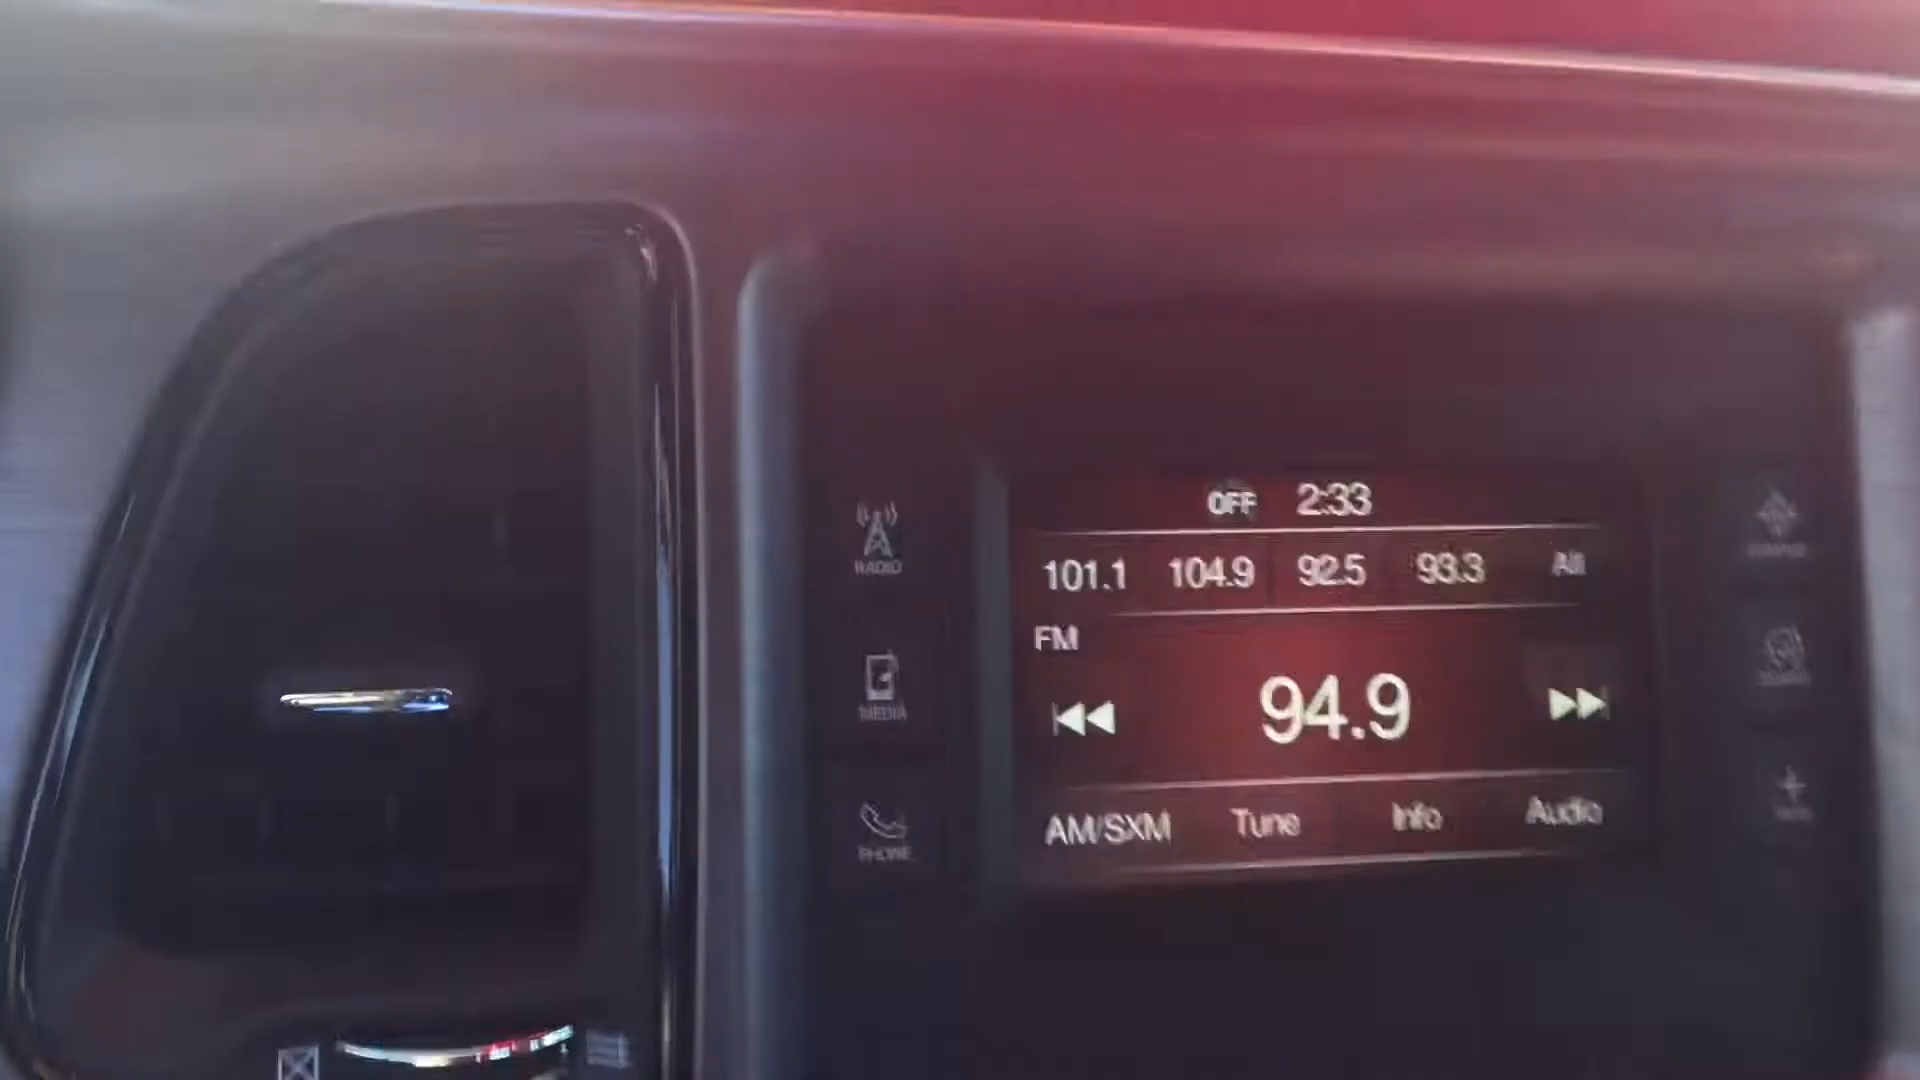 OFF 2:33
101.1 104.9 92.5 93.3 All
FM
94.9
AM/SXM Tune Info Audio
RADIO
MEDIA
PHONE